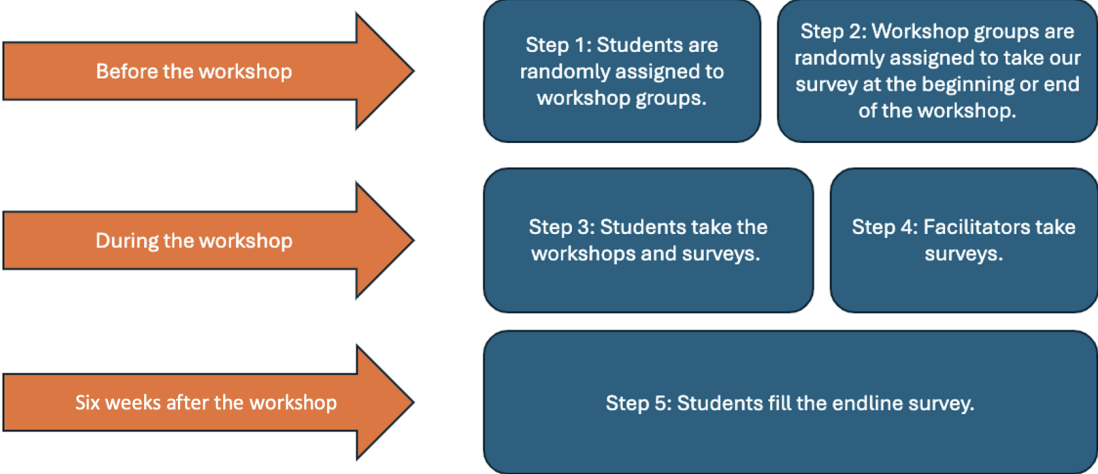 Before the workshop
Step 1: Students are
randomly assigned to
workshop groups.
Step 2: Workshop groups are
randomly assigned to take our
survey at the beginning or end
of the workshop.
During the workshop
Step 3: Students take the
workshops and surveys.
Step 4: Facilitators take
surveys.
Six weeks after the workshop
Step 5: Students fill the endline survey.